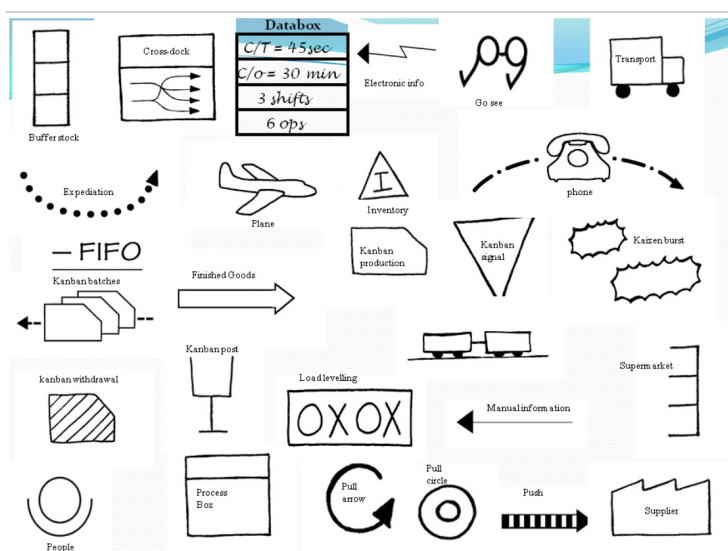 Databox
C/T = 45sec
C/o = 30 min
3 shifts
6 ops
Cross-dock
Electronic info
Go see
Transport
Buffer stock
Expediation
Plane
I
Inventory
phone
– FIFO
Kanban batches
Finished Goods
Kanban
production
Kanban
signal
Kaizen burst
Kanban post
kanban withdrawal
Load levelling
OXOX
Manual information
Supermarket
People
Process
Box
Pull
arrow
Pull
circle
Push
Supplier